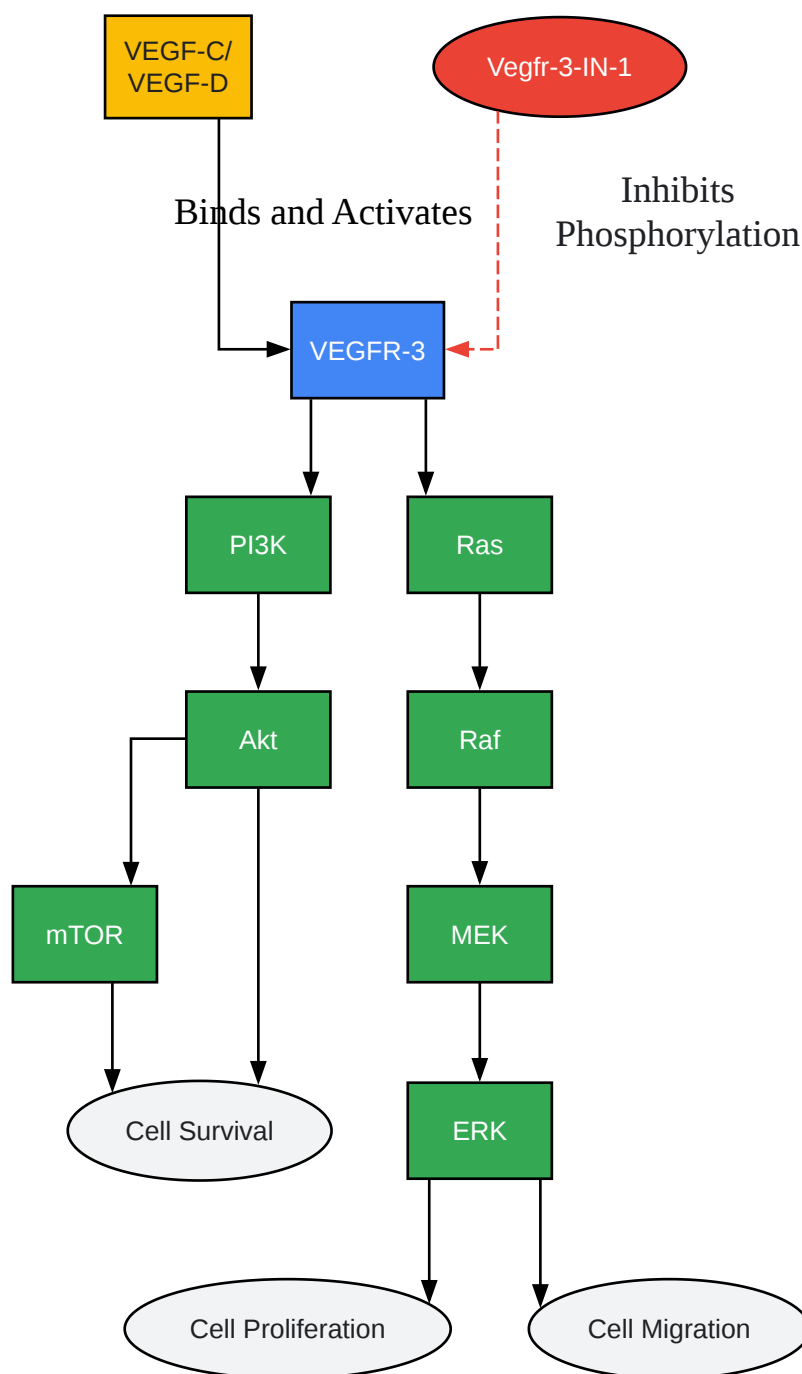 VEGF-C/
VEGF-D
Vegfr-3-IN-1
Binds and Activates
Inhibits
Phosphorylation
VEGFR-3
PI3K
Ras
Akt
Raf
mTOR
MEK
Cell Survival
ERK
Cell Proliferation
Cell Migration